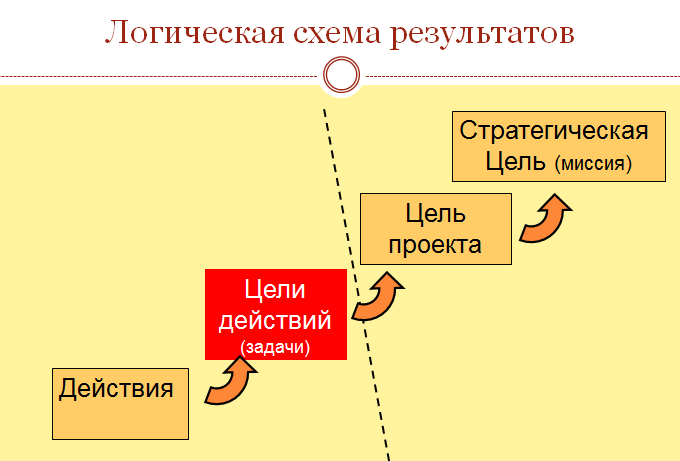 Логическая схема результатов
Стратегическая
Цель (миссия)
Цель
проекта
Цели
действий
(задачи)
Действия